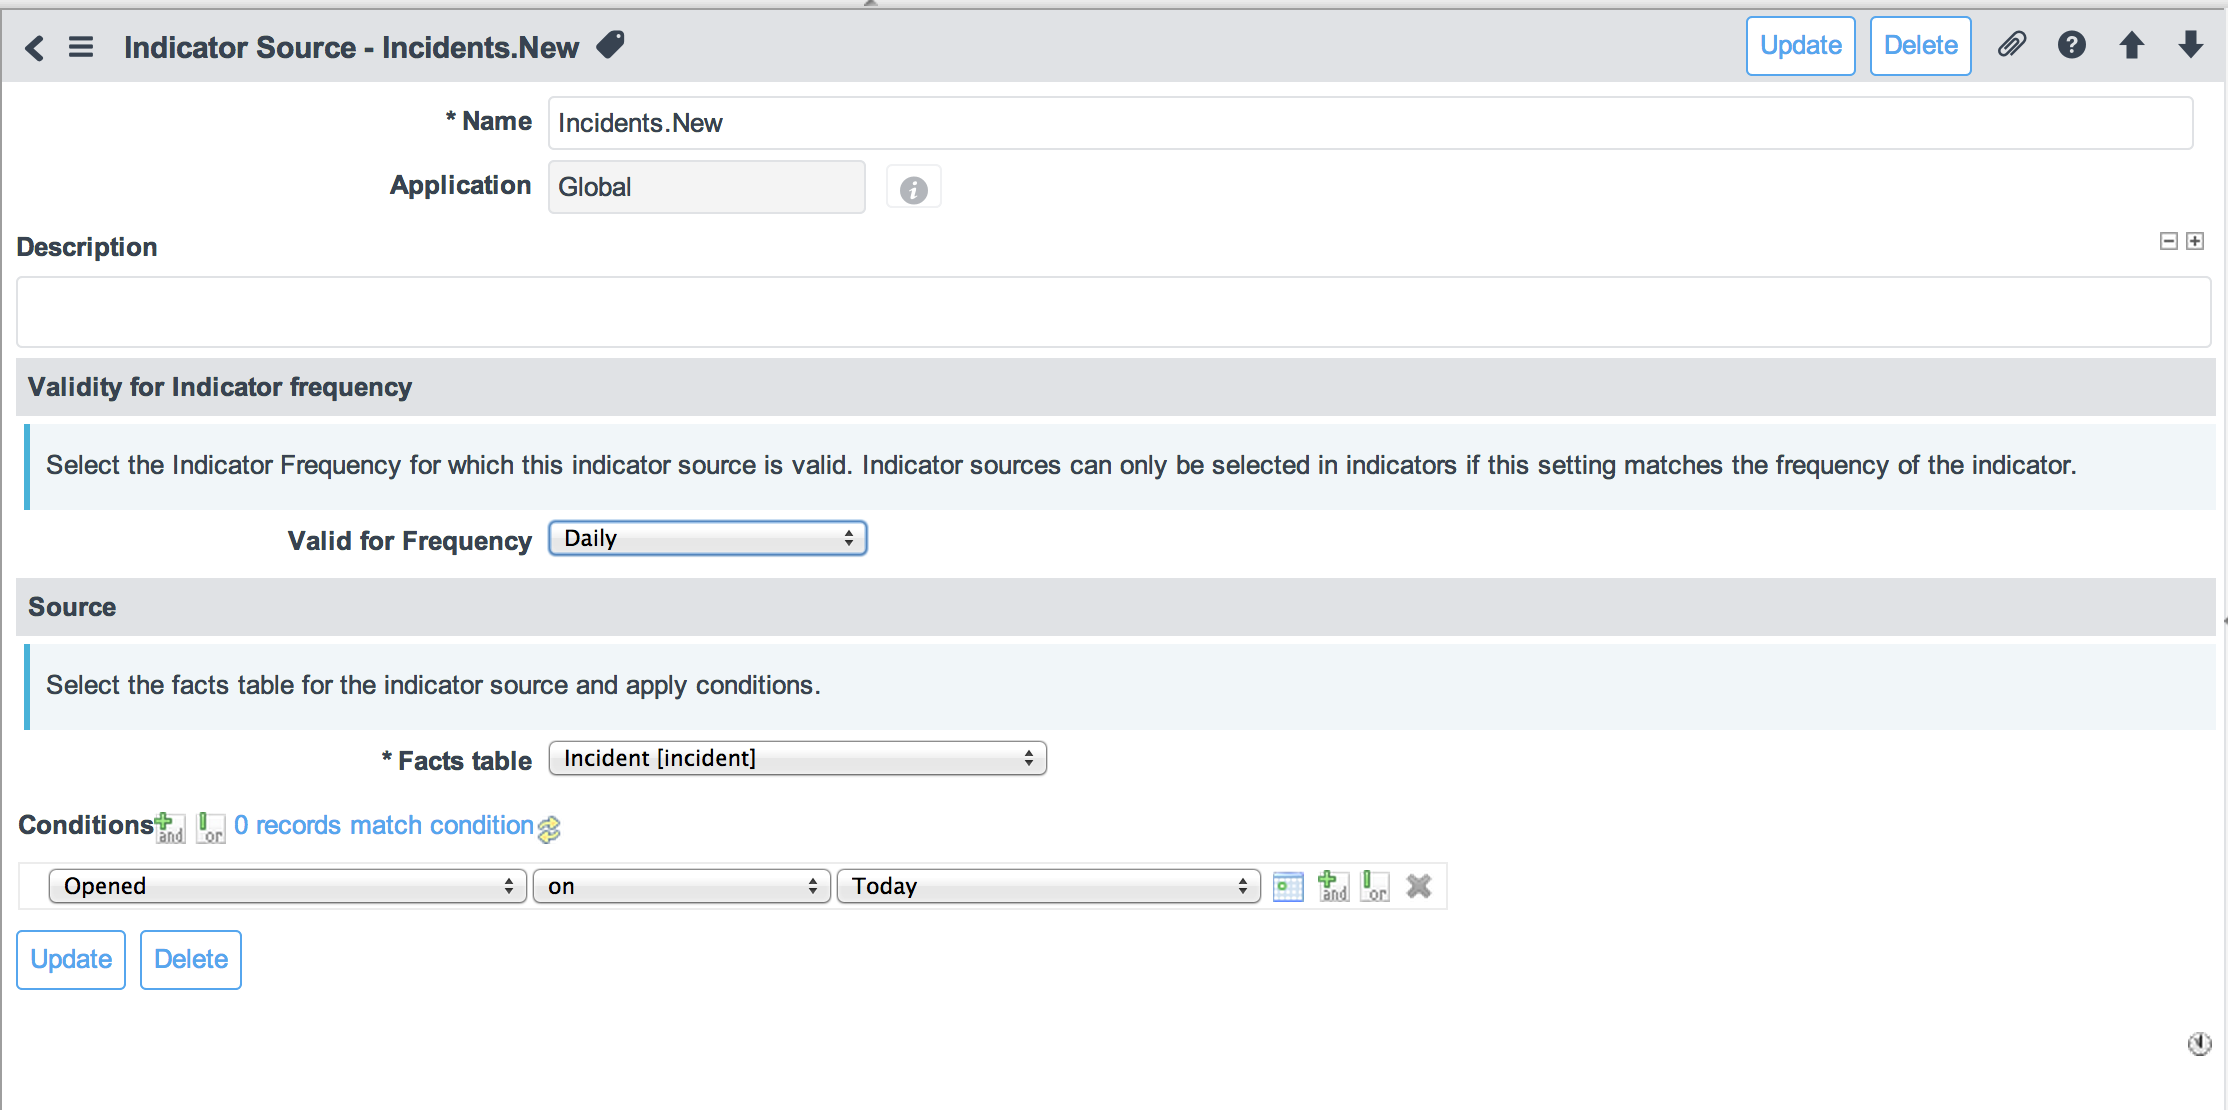 Indicator Source - Incidents.New
Update Delete
* Name Incidents.New
Application Global
Description
Validity for Indicator frequency
Select the Indicator Frequency for which this indicator source is valid. Indicator sources can only be selected in indicators if this setting matches the frequency of the indicator.
Valid for Frequency Daily
Source
Select the facts table for the indicator source and apply conditions.
* Facts table Incident [incident]
Conditions and or 0 records match condition
Opened on Today and or
Update Delete